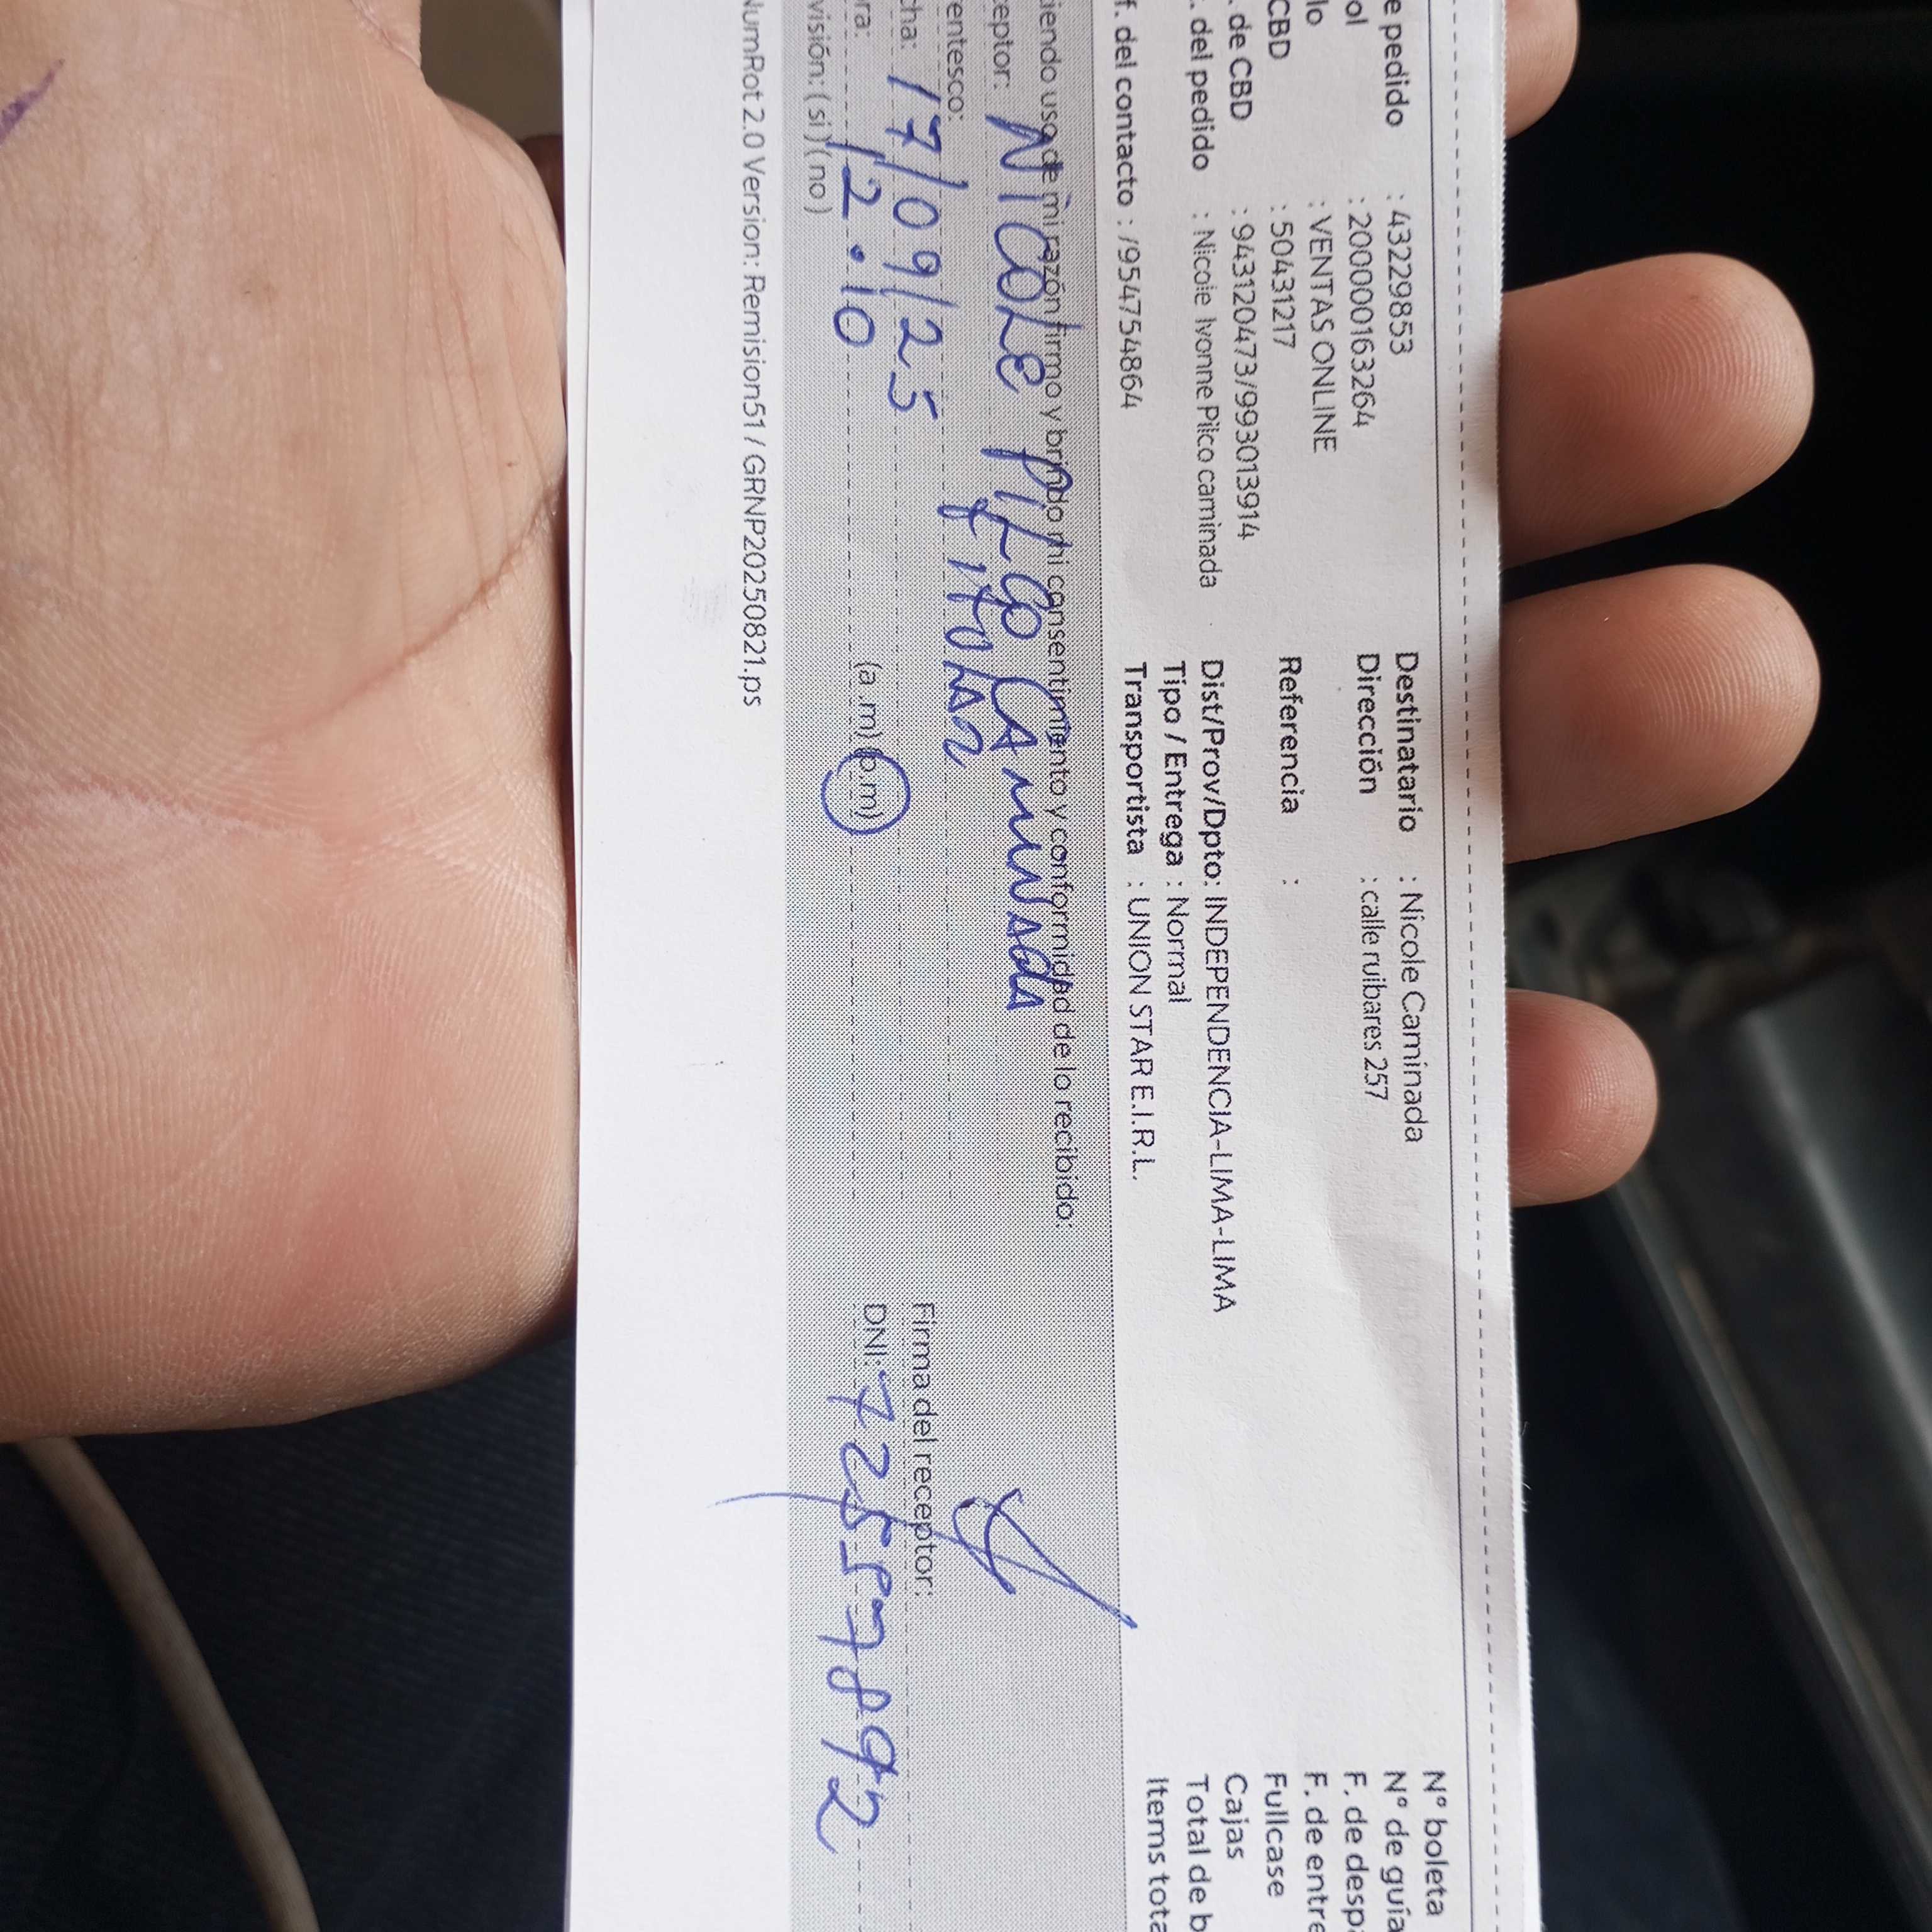 e pedido : 43229853
ol : 2000000163264
lo : VENTAS ONLINE
CBD : 50431217
. de CBD : 943120473/993013914
. del pedido : Nicole Ivonne Pilco caminada
f. del contacto : /954754864
Destinatario : Nicole Caminada
Dirección : calle ruibares 257
Referencia :
Dist/Prov/Dpto: INDEPENDENCIA-LIMA-LIMA
Tipo / Entrega : Normal
Transportista : UNION STAR E.I.R.L.
N° boleta
N° de guía
F. de desp
F. de entre
Fullcase
Cajas
Total de b
Items tota
ciendo uso de mi razón firmo y brindo mi consentimiento y conformidad de lo recibido:
ceptor: NICOLE PILCO CAMINADA
entesco: TITULAR
cha: 17/09/25
ra: 12:10 (a.m) (pm)
visión: (si) (no)
Firma del receptor:
DNI:
NumRot 2.0 Version: Remision51 / GRNP20250821.ps